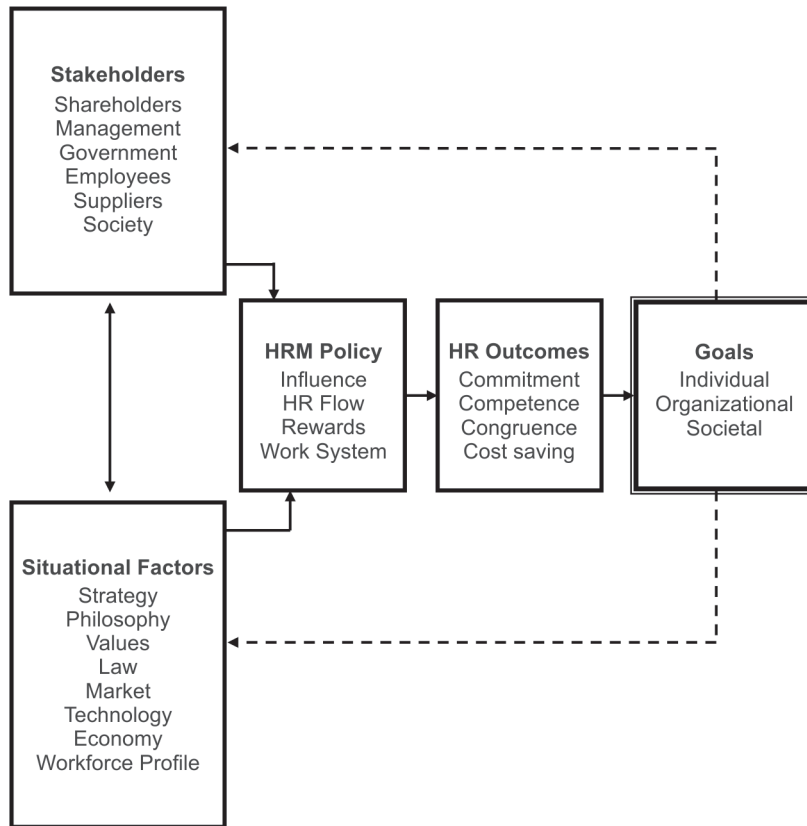 Stakeholders
Shareholders
Management
Government
Employees
Suppliers
Society
HRM Policy
Influence
HR Flow
Rewards
Work System
HR Outcomes
Commitment
Competence
Congruence
Cost saving
Goals
Individual
Organizational
Societal
Situational Factors
Strategy
Philosophy
Values
Law
Market
Technology
Economy
Workforce Profile